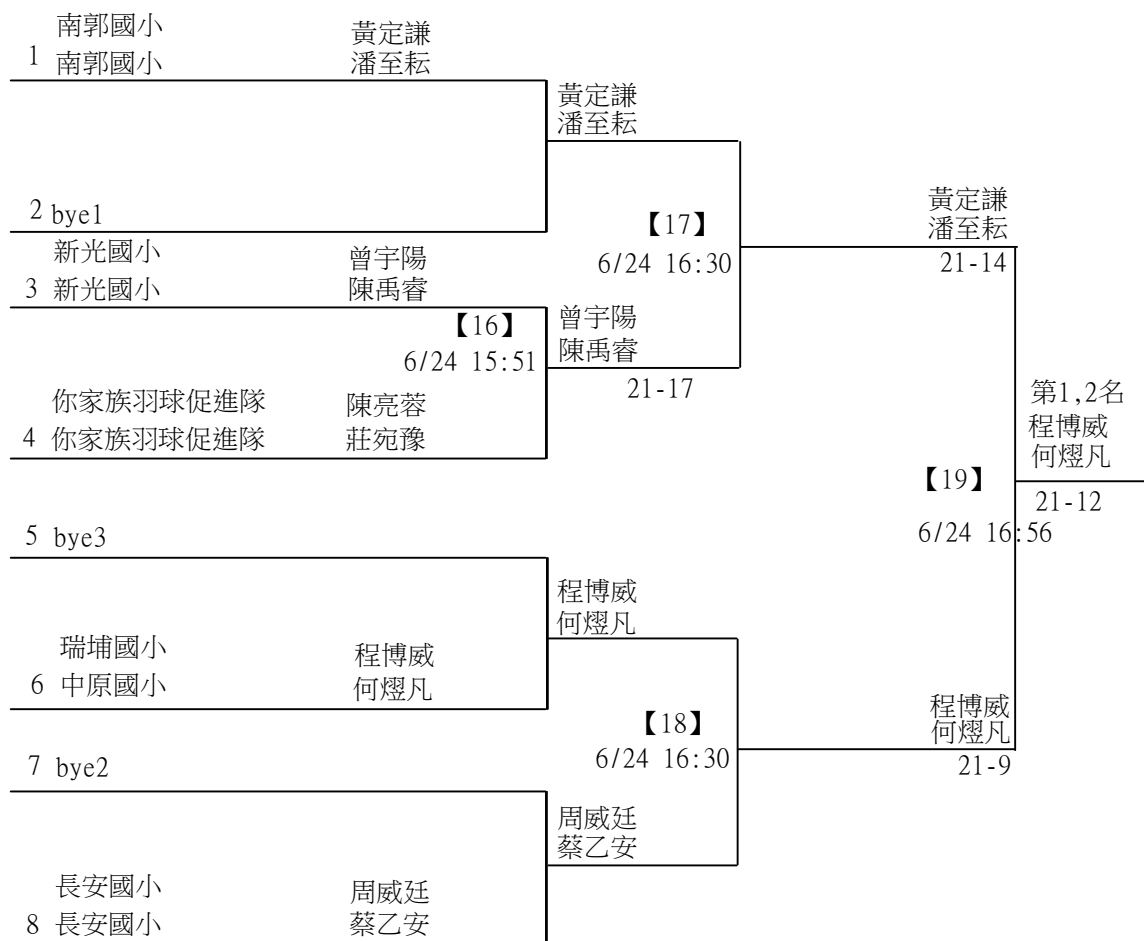 南郭國小 黃定謙
1 南郭國小 潘至耘
黃定謙
潘至耘
2 bye1
【17】
6/24 16:30
黃定謙
潘至耘
21-14
新光國小 曾宇陽
3 新光國小 陳禹睿
【16】
6/24 15:51
曾宇陽
陳禹睿
21-17
你家族羽球促進隊 陳亮蓉
4 你家族羽球促進隊 莊宛豫
第1,2名
程博威
何熤凡
21-12
【19】
6/24 16:56
5 bye3
程博威
何熤凡
瑞埔國小 程博威
6 中原國小 何熤凡
【18】
6/24 16:30
程博威
何熤凡
21-9
7 bye2
周威廷
蔡乙安
長安國小 周威廷
8 長安國小 蔡乙安